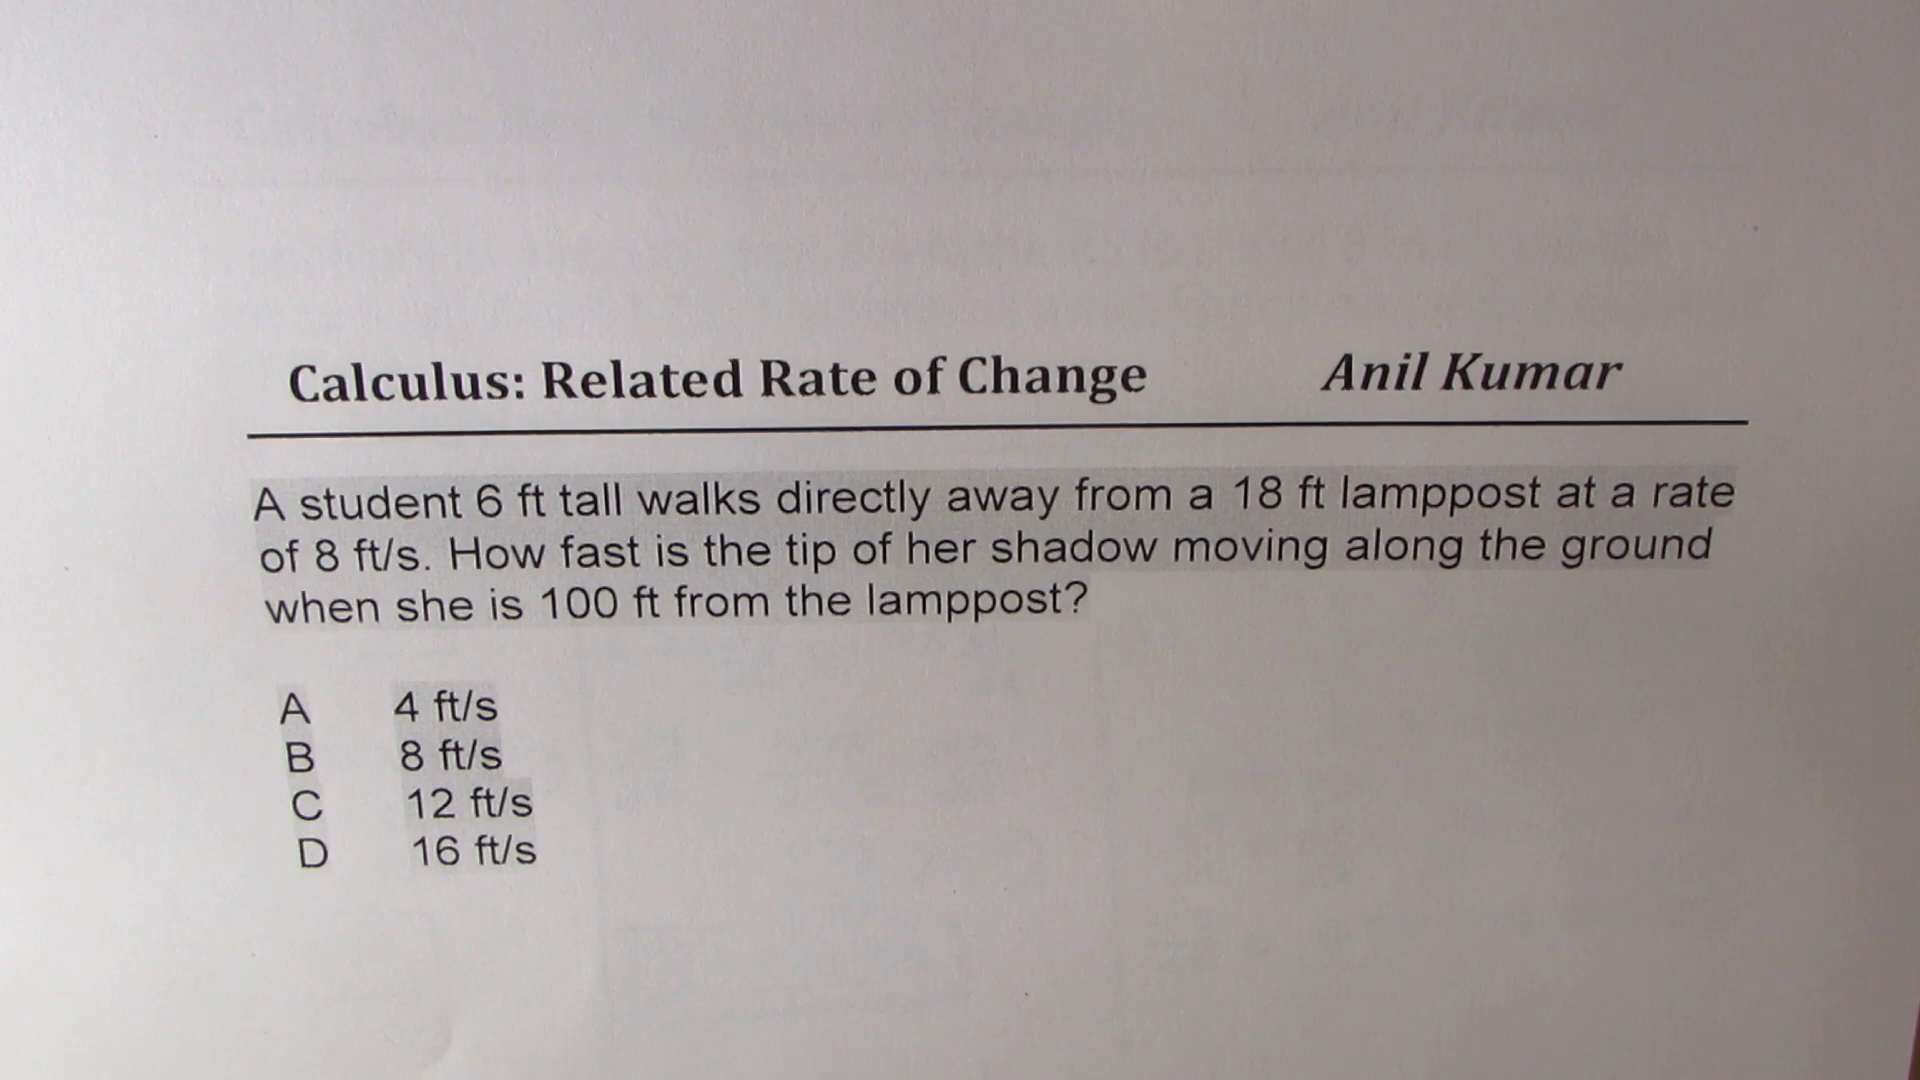 Calculus: Related Rate of Change Anil Kumar
A student 6 ft tall walks directly away from a 18 ft lamppost at a rate
of 8 ft/s. How fast is the tip of her shadow moving along the ground
when she is 100 ft from the lamppost?
A 4 ft/s
B 8 ft/s
C 12 ft/s
D 16 ft/s